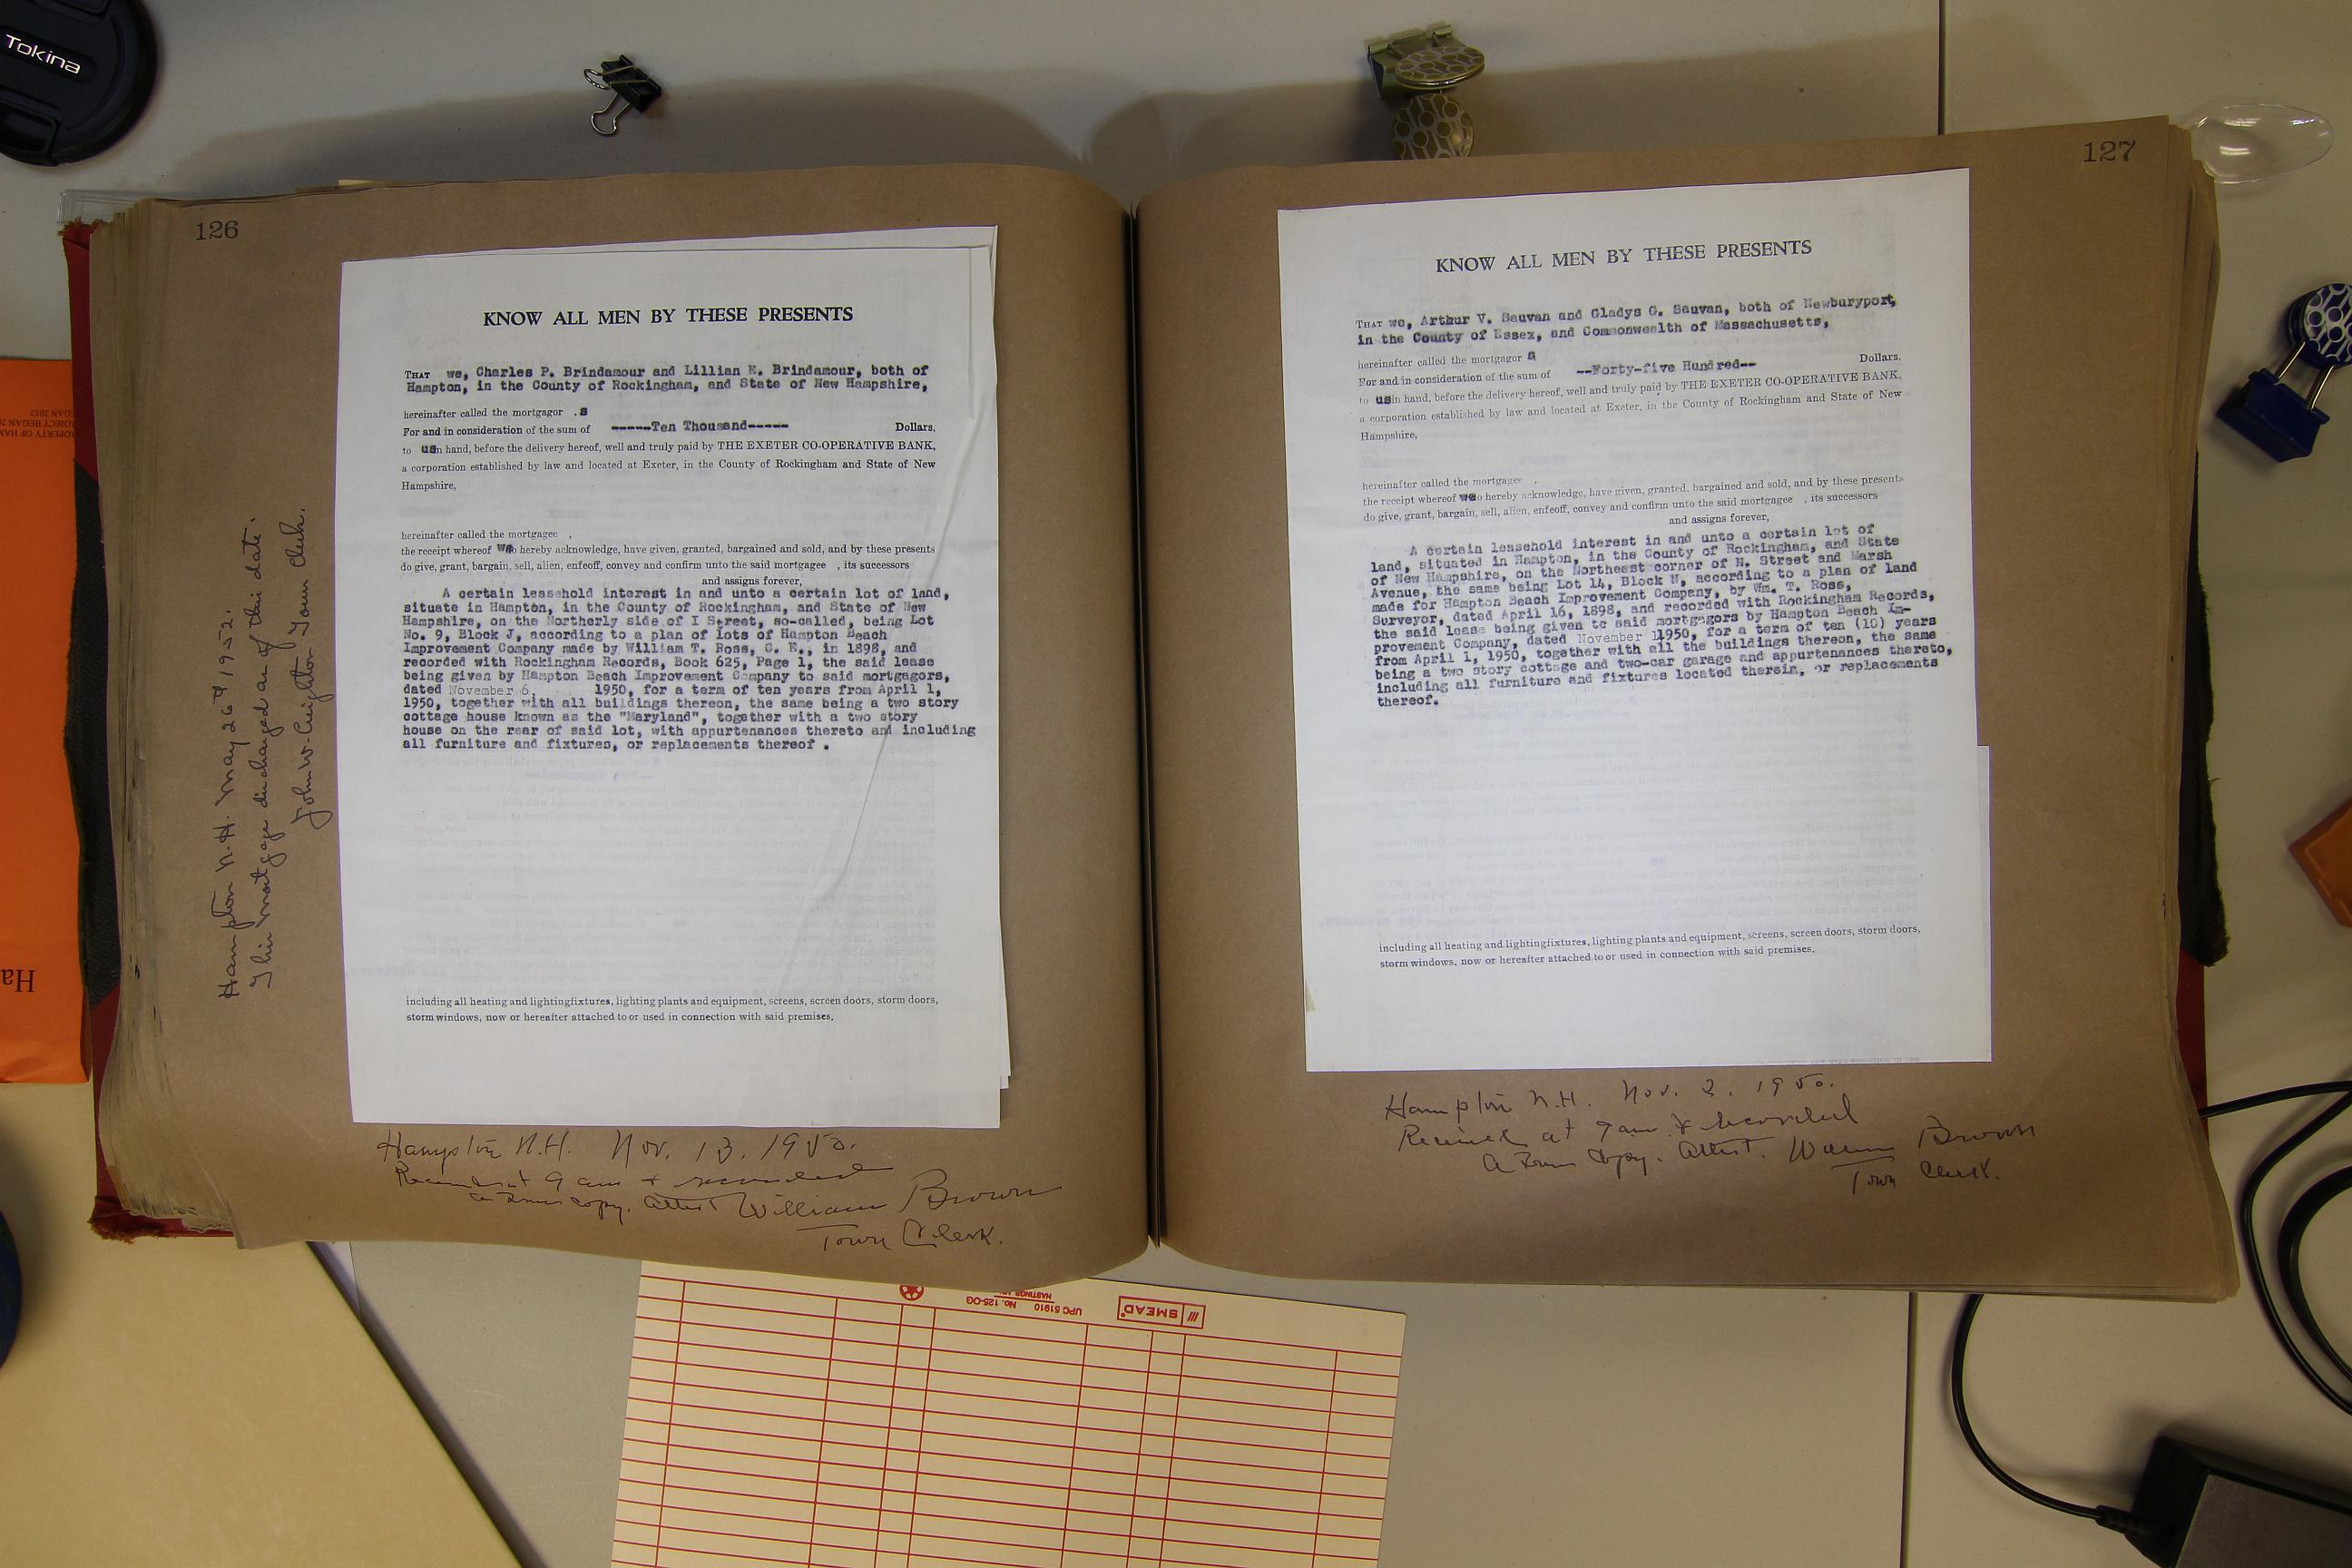 Tokina
126
KNOW ALL MEN BY THESE PRESENTS
THAT we, Charles P. Brindamour and Lillian E. Brindamour, both of
Hampton, in the County of Rockingham, and State of New Hampshire,
hereinafter called the mortgagor .s
For and in consideration of the sum of -----Ten Thousand----- Dollars,
to us in hand, before the delivery hereof, well and truly paid by THE EXETER CO-OPERATIVE BANK,
a corporation established by law and located at Exeter, in the County of Rockingham and State of New
Hampshire,
hereinafter called the mortgagee ,
the receipt whereof we do hereby acknowledge, have given, granted, bargained and sold, and by these presents
do give, grant, bargain, sell, alien, enfeoff, convey and confirm unto the said mortgagee , its successors
and assigns forever,
A certain leasehold interest in and unto a certain lot of land,
situate in Hampton, in the County of Rockingham, and State of New
Hampshire, on the Northerly side of I Street, so-called, being Lot
No. 9, Block J, according to a plan of lots of Hampton Beach
Improvement Company made by William T. Ross, C. E., in 1898, and
recorded with Rockingham Records, Book 625, Page 1, the said lease
being given by Hampton Beach Improvement Company to said mortgagors,
dated November 6, 1950, for a term of ten years from April 1,
1950, together with all buildings thereon, the same being a two story
cottage house known as the "Maryland", together with a two story
house on the rear of said lot, with appurtenances thereto and including
all furniture and fixtures, or replacements thereof .
including all heating and lightingfixtures, lighting plants and equipment, screens, screen doors, storm doors,
storm windows, now or hereafter attached to or used in connection with said premises.
Hampton N.H. May 26th 1952.
This mortgage discharged as of this date.
John W. Creighton Town Clerk.
Hampton N.H. Nov. 13, 1950.
Received at 9 am & recorded
a true copy. Attest William Brown
Town Clerk.
127
KNOW ALL MEN BY THESE PRESENTS
THAT we, Arthur V. Sauvan and Gladys G. Sauvan, both of Newburyport,
in the County of Essex, and Commonwealth of Massachusetts,
hereinafter called the mortgagor s
For and in consideration of the sum of --Forty-five Hundred-- Dollars,
to us in hand, before the delivery hereof, well and truly paid by THE EXETER CO-OPERATIVE BANK,
a corporation established by law and located at Exeter, in the County of Rockingham and State of New
Hampshire,
hereinafter called the mortgagee ,
the receipt whereof we do hereby acknowledge, have given, granted, bargained and sold, and by these presents
do give, grant, bargain, sell, alien, enfeoff, convey and confirm unto the said mortgagee , its successors
and assigns forever,
A certain leasehold interest in and unto a certain lot of
land, situated in Hampton, in the County of Rockingham, and State
of New Hampshire, on the Northeast corner of N. Street and Marsh
Avenue, the same being Lot 14, Block N, according to a plan of land
made for Hampton Beach Improvement Company, by Wm. T. Ross,
Surveyor, dated April 16, 1898, and recorded with Rockingham Records,
the said lease being given to said mortgagors by Hampton Beach Im-
provement Company, dated November 1, 1950, for a term of ten (10) years
from April 1, 1950, together with all the buildings thereon, the same
being a two story cottage and two-car garage and appurtenances thereto,
including all furniture and fixtures located therein, or replacements
thereof.
including all heating and lightingfixtures, lighting plants and equipment, screens, screen doors, storm doors,
storm windows, now or hereafter attached to or used in connection with said premises.
Hampton N.H. Nov. 2, 1950.
Received at 9 am & recorded
A true copy. Attest. William Brown
Town Clerk.
SMEAD
UPC 51910 No. 125-OG
Ha